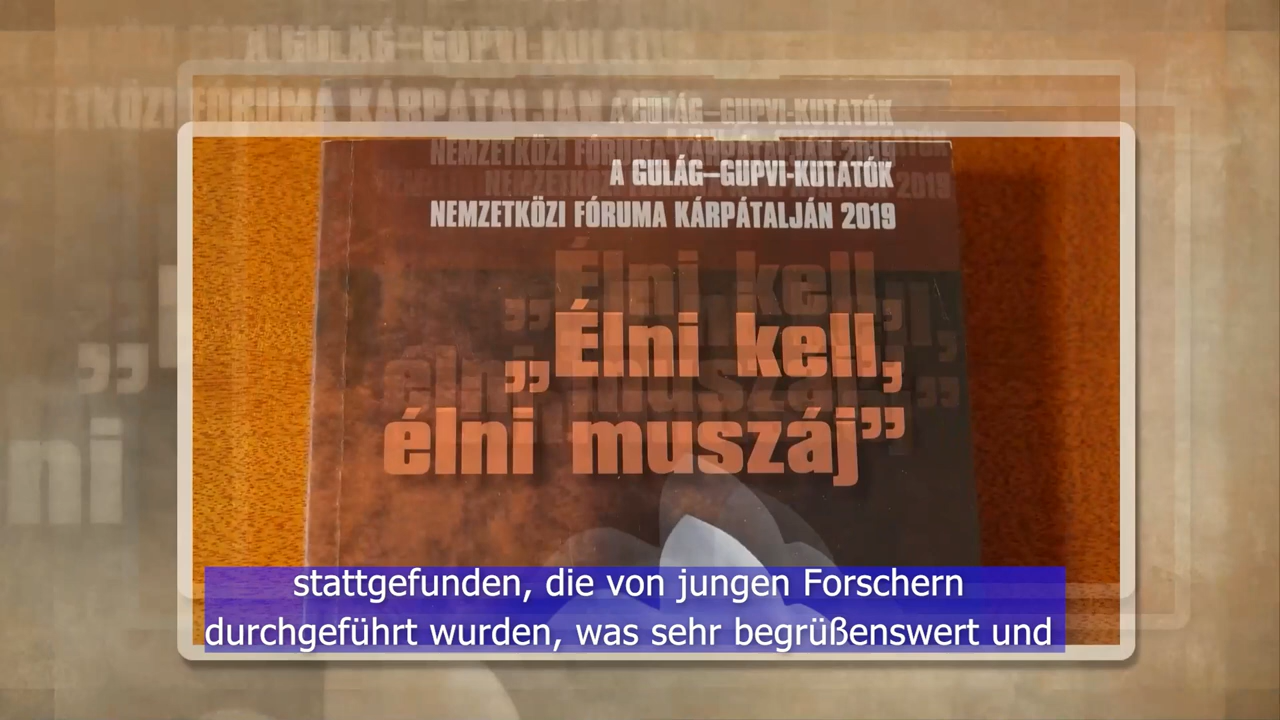 A GULÁG–GUPVI-KUTATÓK
NEMZETKÖZI FÓRUMA KÁRPÁTALJÁN 2019
„Élni kell,
élni muszáj”
stattgefunden, die von jungen Forschern
durchgeführt wurden, was sehr begrüßenswert und